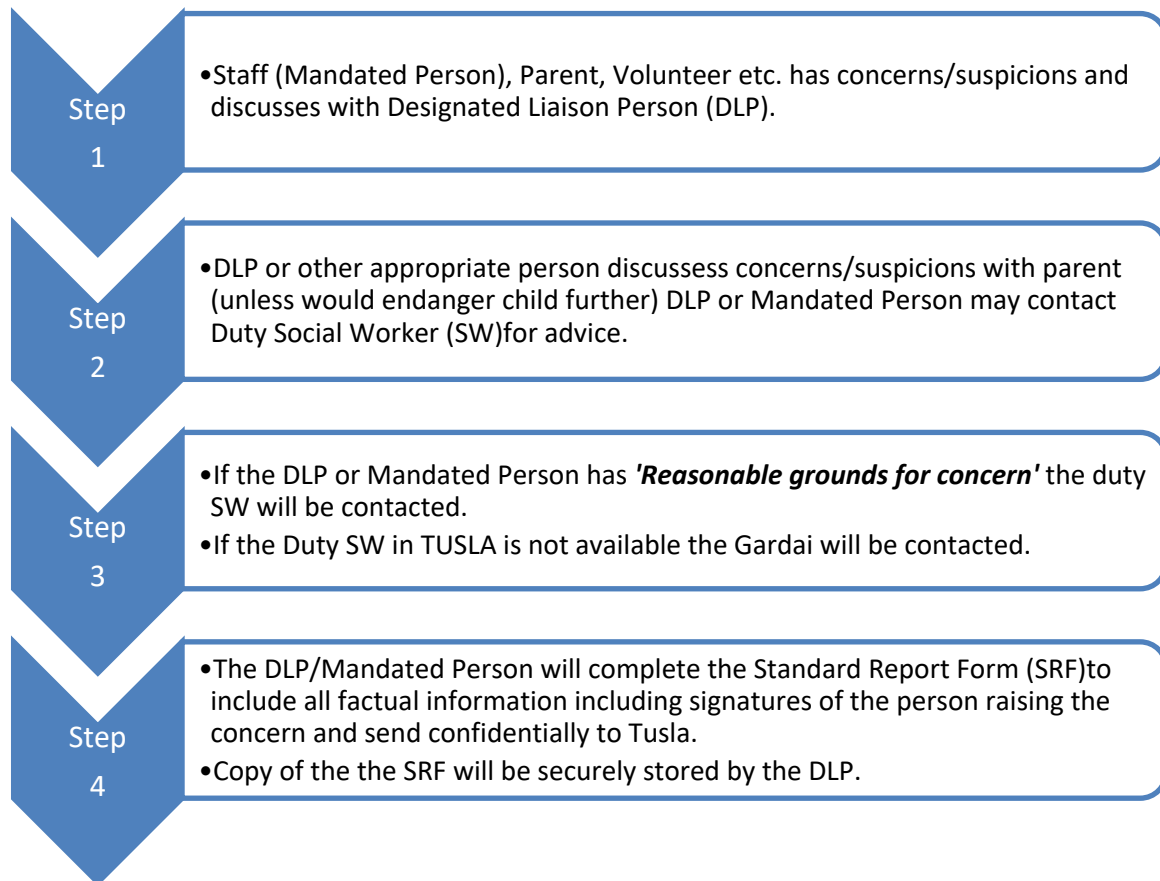 Step
1
•Staff (Mandated Person), Parent, Volunteer etc. has concerns/suspicions and
discusses with Designated Liaison Person (DLP).
Step
2
•DLP or other appropriate person discussess concerns/suspicions with parent
(unless would endanger child further) DLP or Mandated Person may contact
Duty Social Worker (SW)for advice.
Step
3
•If the DLP or Mandated Person has 'Reasonable grounds for concern' the duty
SW will be contacted.
•If the Duty SW in TUSLA is not available the Gardai will be contacted.
Step
4
•The DLP/Mandated Person will complete the Standard Report Form (SRF)to
include all factual information including signatures of the person raising the
concern and send confidentially to Tusla.
•Copy of the the SRF will be securely stored by the DLP.